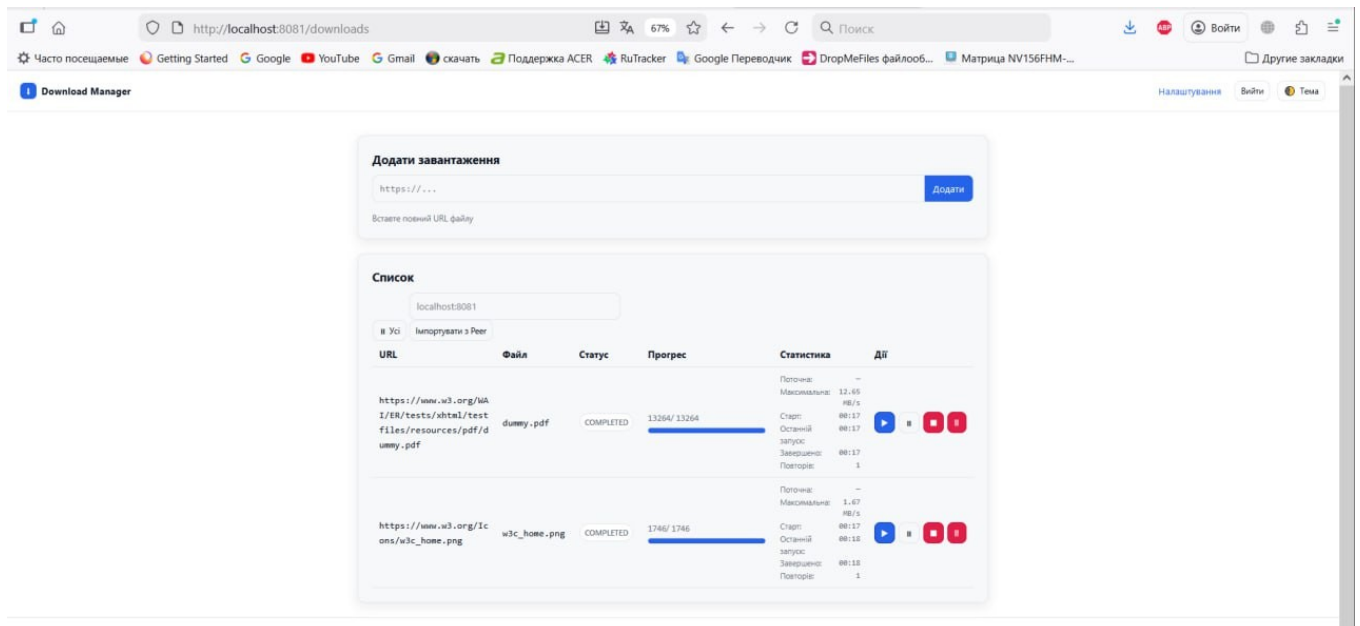 http://localhost:8081/downloads 67% Поиск ABP Войти
Часто посещаемые Getting Started Google YouTube Gmail скачать Поддержка ACER RuTracker Google Переводчик DropMeFiles файлооб... Матрица NV156FHM-... Другие закладки
Download Manager Налаштування Вийти Тема
Додати завантаження
https://... Додати
Вставте повний URL файлу
Список
localhost:8081
Усі Імпортувати з Peer
URL Файл Статус Прогрес Статистика Дії
https://www.w3.org/WA
I/ER/tests/xhtml/test
files/resources/pdf/d
ummy.pdf
dummy.pdf
COMPLETED
13264/ 13264
Поточна: —
Максимальна: 12.65
MB/s
Старт: 00:17
Останній 00:17
запуск:
Завершено: 00:17
Повторів: 1
https://www.w3.org/Ic
ons/w3c_home.png
w3c_home.png
COMPLETED
1746/ 1746
Поточна: —
Максимальна: 1.67
MB/s
Старт: 00:17
Останній 00:18
запуск:
Завершено: 00:18
Повторів: 1